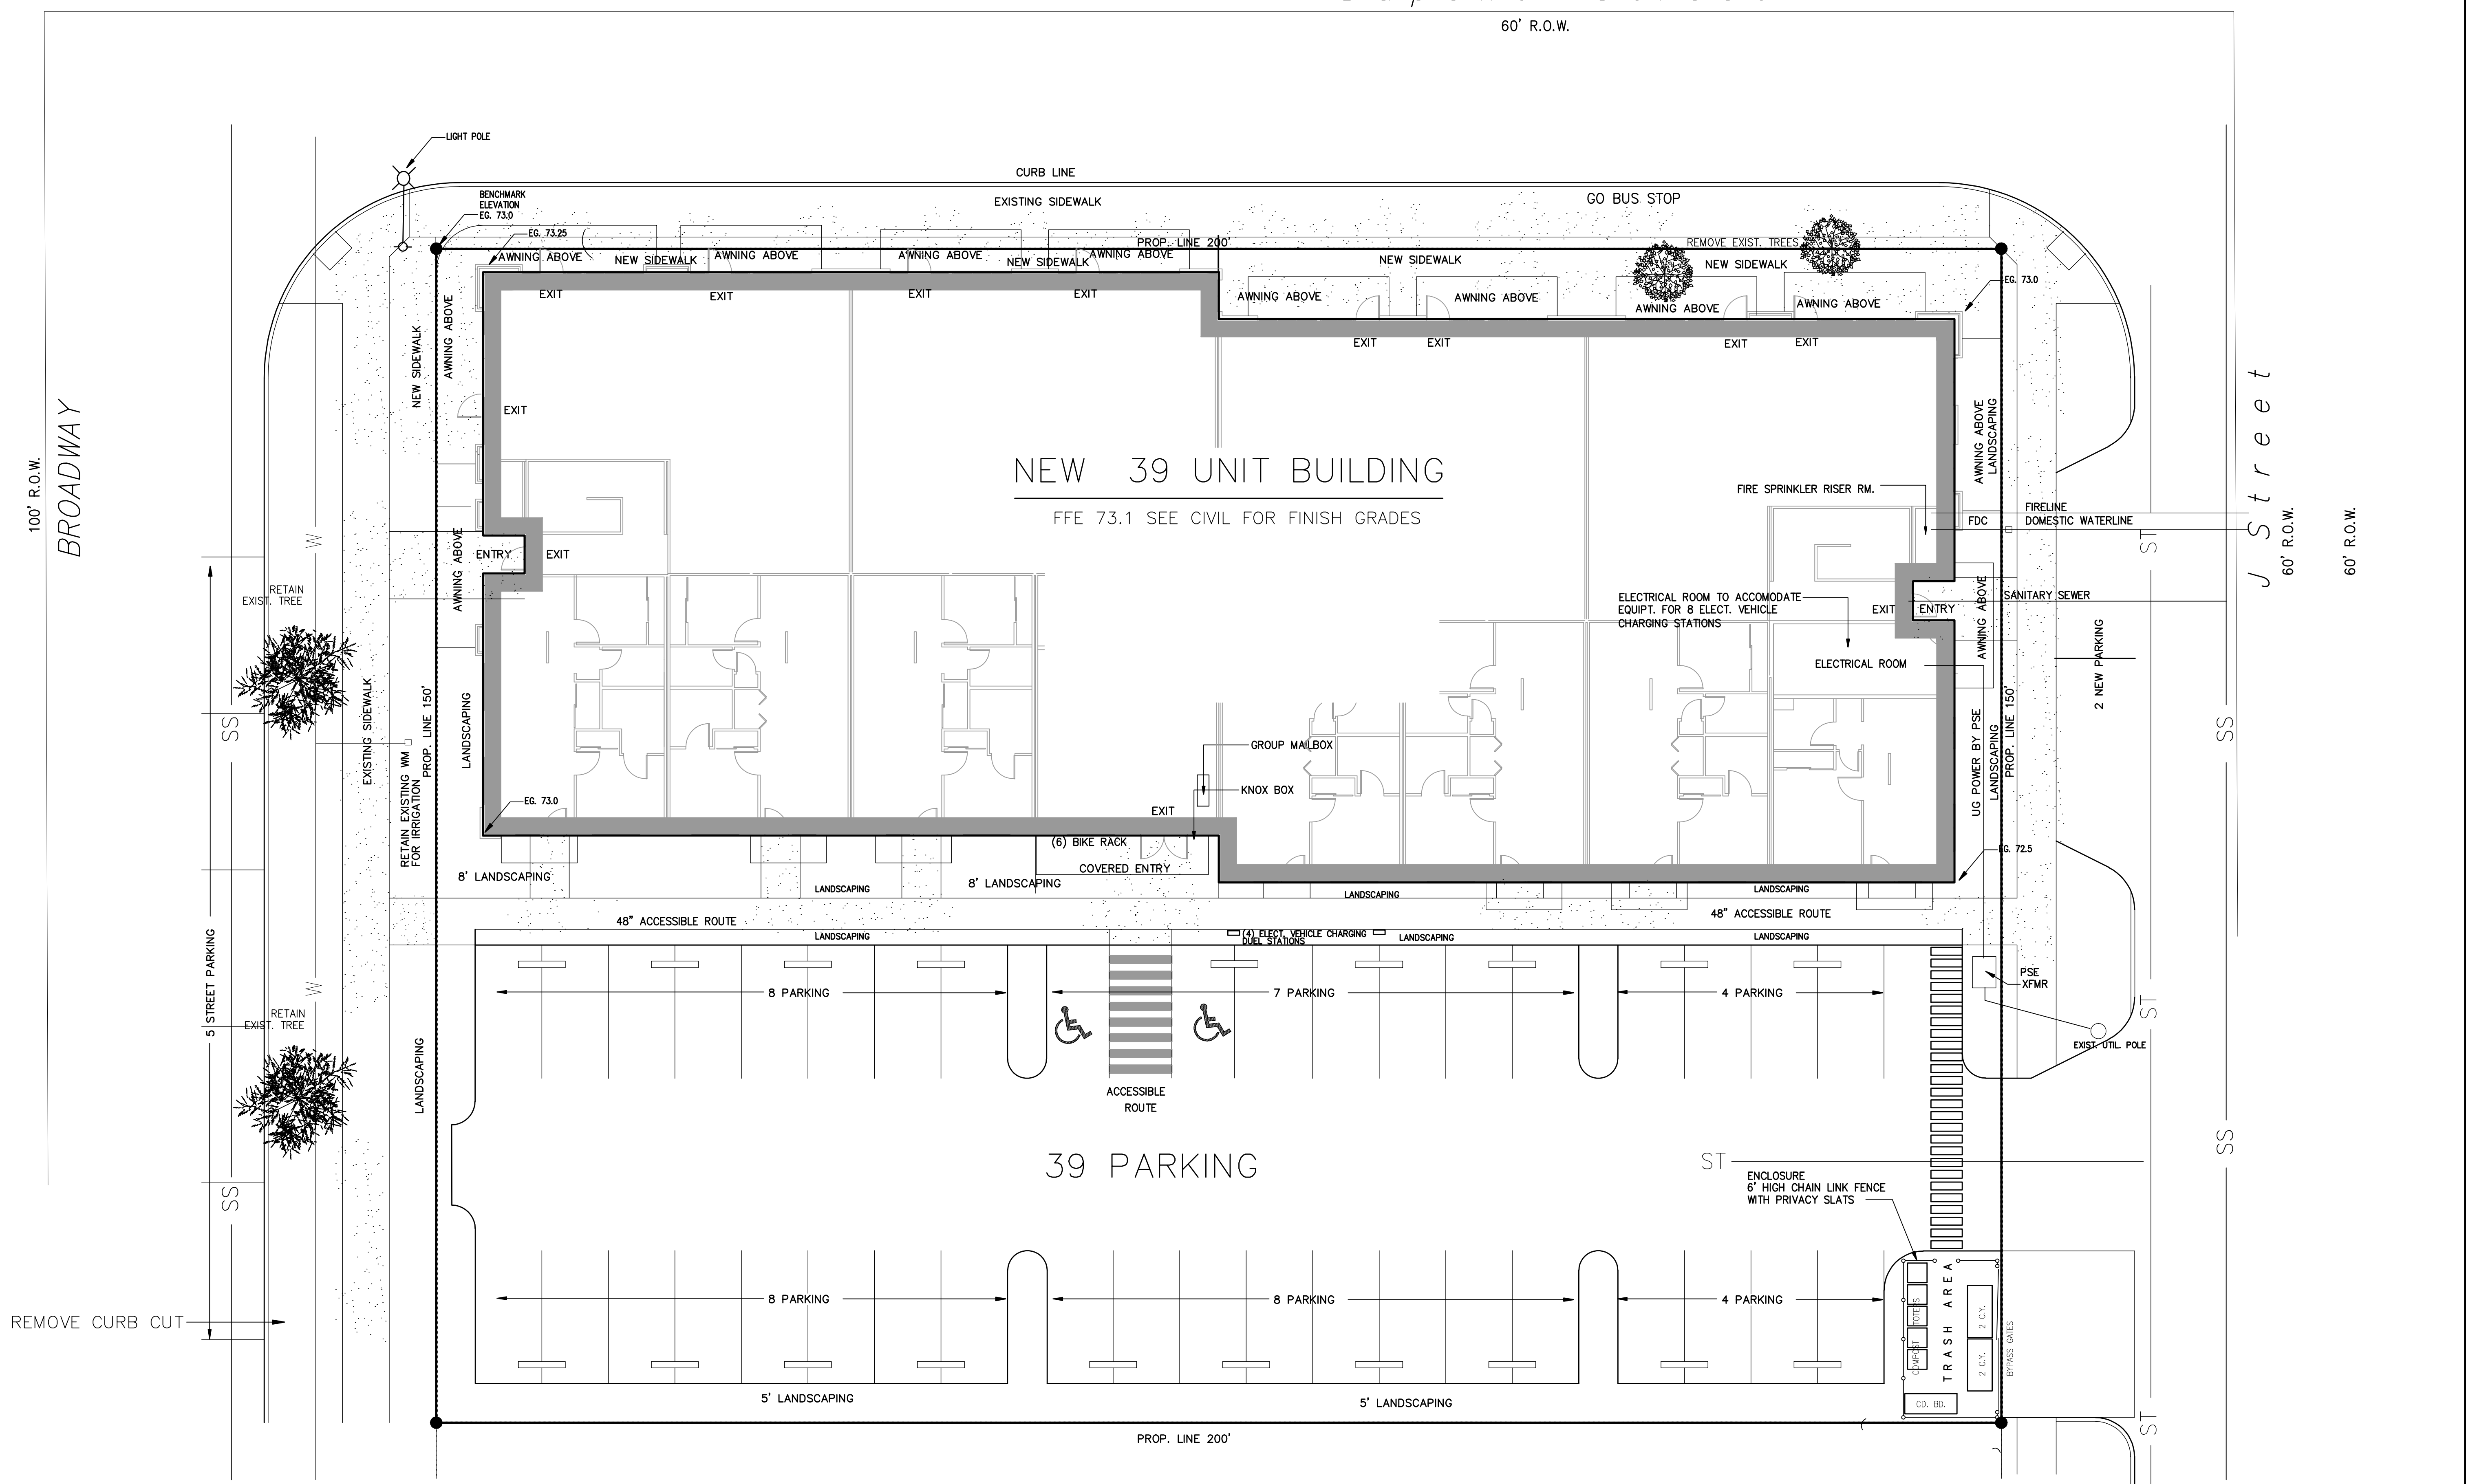 60' R.O.W.
LIGHT POLE
CURB LINE
BENCHMARK
ELEVATION
EG. 73.0
EXISTING SIDEWALK
GO BUS STOP
EG. 73.25
PROP. LINE 200'
REMOVE EXIST. TREES
AWNING ABOVE
NEW SIDEWALK
AWNING ABOVE
AWNING ABOVE
NEW SIDEWALK
AWNING ABOVE
NEW SIDEWALK
NEW SIDEWALK
EG. 73.0
EXIT
EXIT
EXIT
EXIT
AWNING ABOVE
AWNING ABOVE
AWNING ABOVE
AWNING ABOVE
EXIT
EXIT
EXIT
EXIT
NEW SIDEWALK
AWNING ABOVE
EXIT
AWNING ABOVE
LANDSCAPING
100' R.O.W.
BROADWAY
J Street
60' R.O.W.
60' R.O.W.
NEW 39 UNIT BUILDING
FFE 73.1 SEE CIVIL FOR FINISH GRADES
FIRE SPRINKLER RISER RM.
FIRELINE
FDC
DOMESTIC WATERLINE
W
ST
ENTRY
EXIT
AWNING ABOVE
RETAIN
EXIST. TREE
ELECTRICAL ROOM TO ACCOMODATE
EQUIPT. FOR 8 ELECT. VEHICLE
CHARGING STATIONS
EXIT
ENTRY
AWNING ABOVE
SANITARY SEWER
ELECTRICAL ROOM
2 NEW PARKING
SS
EXISTING SIDEWALK
PROP. LINE 150'
LANDSCAPING
RETAIN EXISTING WM
FOR IRRIGATION
UG POWER BY PSE
LANDSCAPING
PROP. LINE 150'
SS
GROUP MAILBOX
KNOX BOX
EG. 73.0
EXIT
(6) BIKE RACK
COVERED ENTRY
EG. 72.5
8' LANDSCAPING
LANDSCAPING
8' LANDSCAPING
LANDSCAPING
LANDSCAPING
48" ACCESSIBLE ROUTE
48" ACCESSIBLE ROUTE
LANDSCAPING
(4) ELECT. VEHICLE CHARGING
DUEL STATIONS
LANDSCAPING
LANDSCAPING
5 STREET PARKING
W
8 PARKING
7 PARKING
4 PARKING
PSE
XFMR
ST
RETAIN
EXIST. TREE
EXIST. UTIL. POLE
LANDSCAPING
ACCESSIBLE
ROUTE
39 PARKING
ST
SS
SS
ENCLOSURE
6' HIGH CHAIN LINK FENCE
WITH PRIVACY SLATS
8 PARKING
8 PARKING
4 PARKING
REMOVE CURB CUT
COMPOST TOTERS
TRASH AREA
2 C.Y.
2 C.Y.
BYPASS GATES
CD. BD.
5' LANDSCAPING
5' LANDSCAPING
ST
PROP. LINE 200'